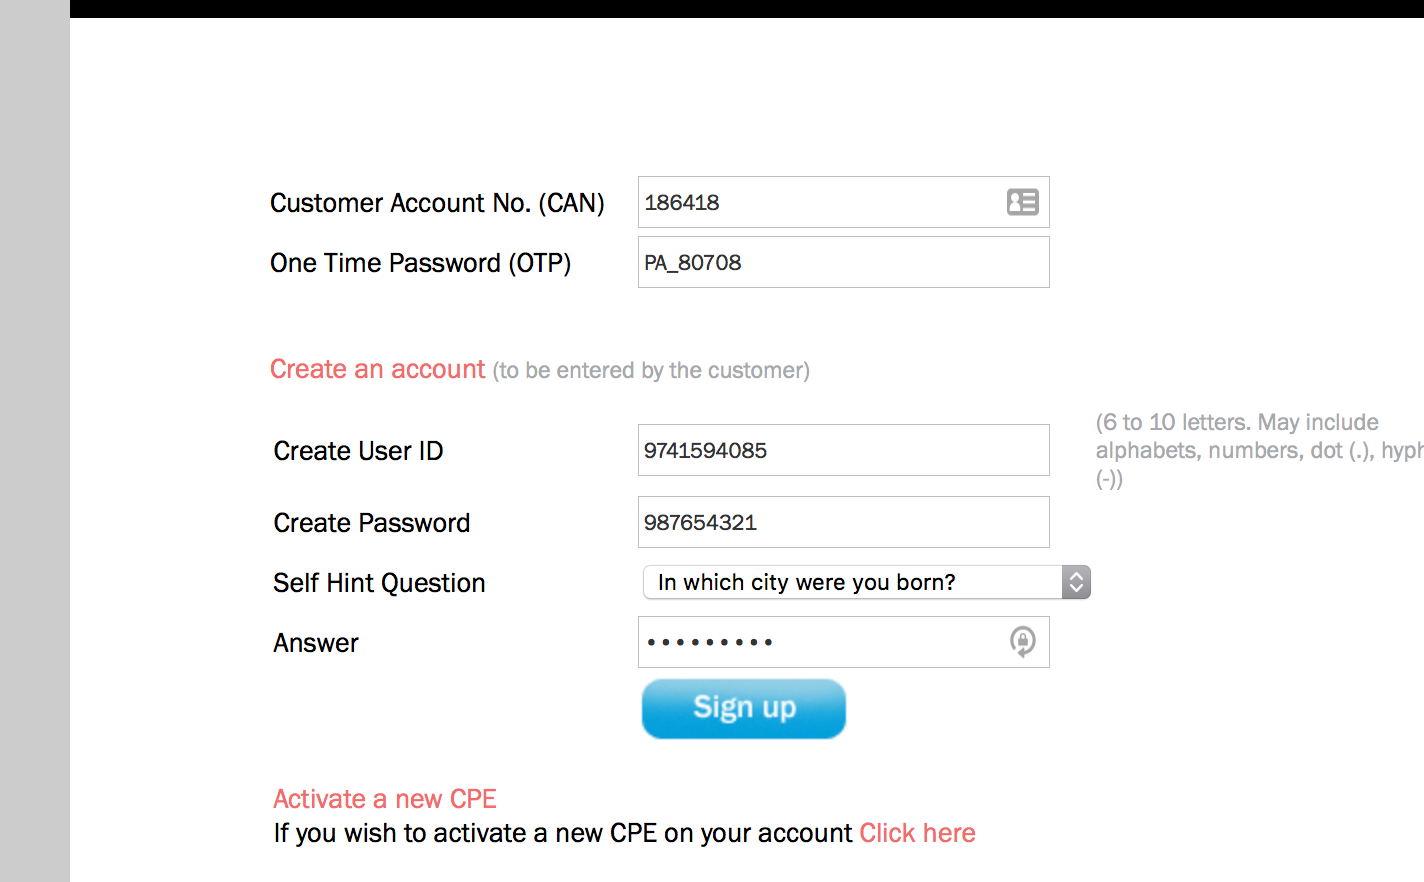 Customer Account No. (CAN) 186418
One Time Password (OTP) PA_80708
Create an account (to be entered by the customer)
(6 to 10 letters. May include
Create User ID 9741594085 alphabets, numbers, dot (.), hyph
(-))
Create Password 987654321
Self Hint Question In which city were you born?
Answer •••••••••
Sign up
Activate a new CPE
If you wish to activate a new CPE on your account Click here